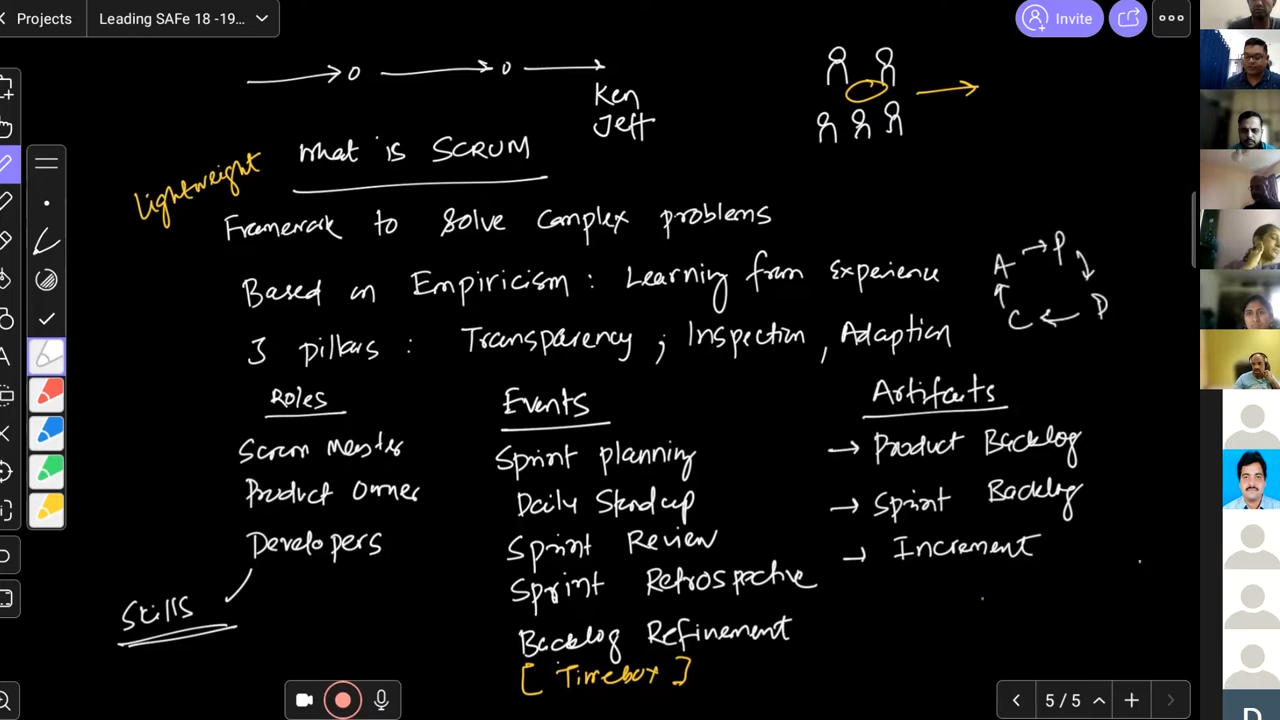 Projects
Leading SAFe 18 -19...
Invite
o
o
Ken
Jeff
What is SCRUM
lightweight
Framework to solve complex problems
Based on Empiricism : Learning from Experience
A P
C D
3 pillars : Transparency ; Inspection , Adaption
Roles
Scrum Master
Product Owner
Developers
Skills
Events
Sprint planning
Daily Standup
Sprint Review
Sprint Retrospective
Backlog Refinement
[ Timebox ]
Artifacts
→ Product Backlog
→ Sprint Backlog
→ Increment
5/5
D